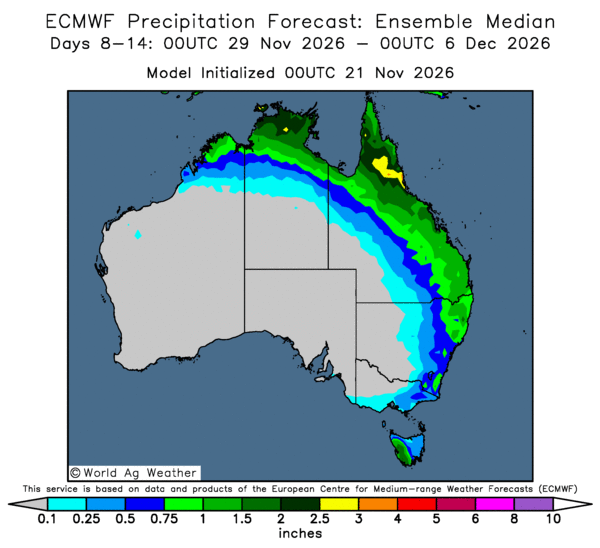 ECMWF Precipitation Forecast: Ensemble Median
Days 8-14: 00UTC 29 Nov 2026 - 00UTC 6 Dec 2026
Model Initialized 00UTC 21 Nov 2026
© World Ag Weather
This service is based on data and products of the European Centre for Medium-range Weather Forecasts (ECMWF)
0.1 0.25 0.5 0.75 1 1.5 2 2.5 3 4 5 6 8 10
inches